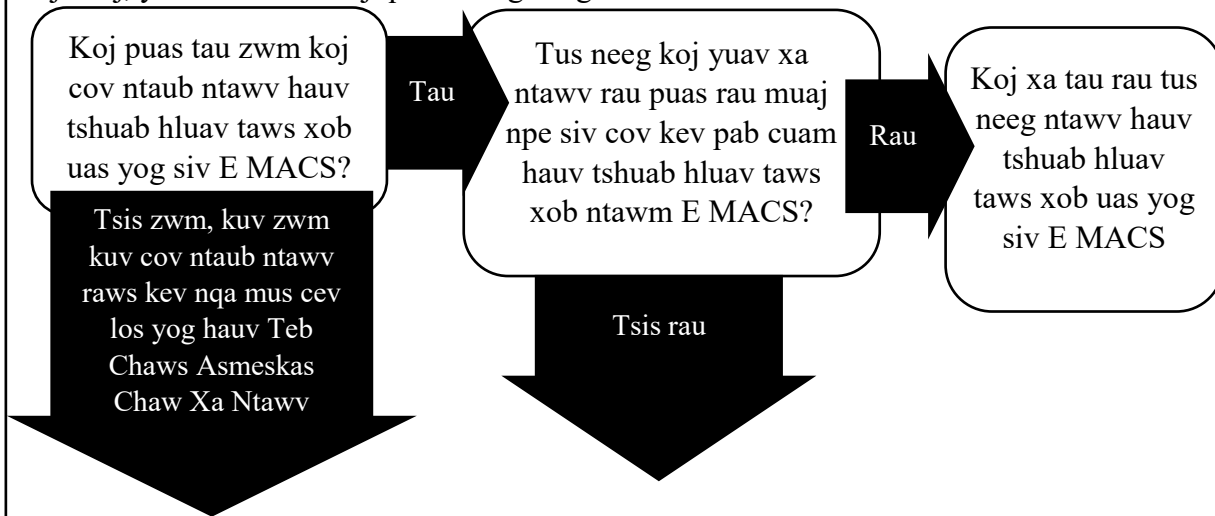 Koj puas tau zwm koj
cov ntaub ntawv hauv
tshuab hluav taws xob
uas yog siv E MACS?
Tau
Tus neeg koj yuav xa
ntawv rau puas rau muaj
npe siv cov kev pab cuam
hauv tshuab hluav taws
xob ntawm E MACS?
Rau
Koj xa tau rau tus
neeg ntawv hauv
tshuab hluav
taws xob uas yog
siv E MACS
Tsis zwm, kuv zwm
kuv cov ntaub ntawv
raws kev nqa mus cev
los yog hauv Teb
Chaws Asmeskas
Chaw Xa Ntawv
Tsis rau